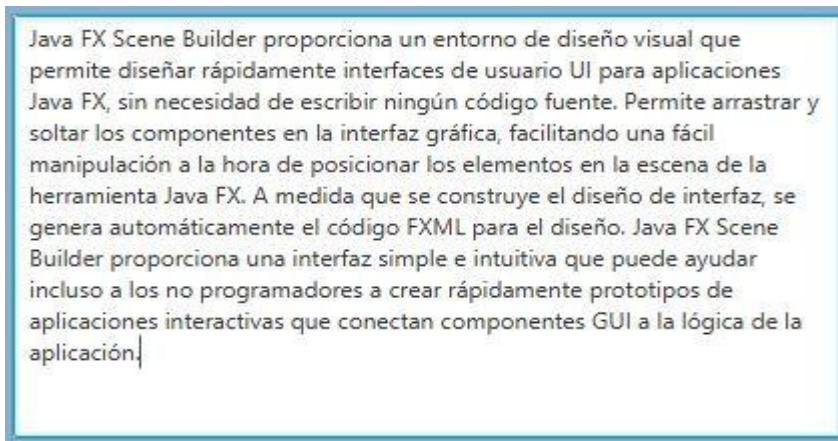 Java FX Scene Builder proporciona un entorno de diseño visual que
permite diseñar rápidamente interfaces de usuario UI para aplicaciones
Java FX, sin necesidad de escribir ningún código fuente. Permite arrastrar y
soltar los componentes en la interfaz gráfica, facilitando una fácil
manipulación a la hora de posicionar los elementos en la escena de la
herramienta Java FX. A medida que se construye el diseño de interfaz, se
genera automáticamente el código FXML para el diseño. Java FX Scene
Builder proporciona una interfaz simple e intuitiva que puede ayudar
incluso a los no programadores a crear rápidamente prototipos de
aplicaciones interactivas que conectan componentes GUI a la lógica de la
aplicación.